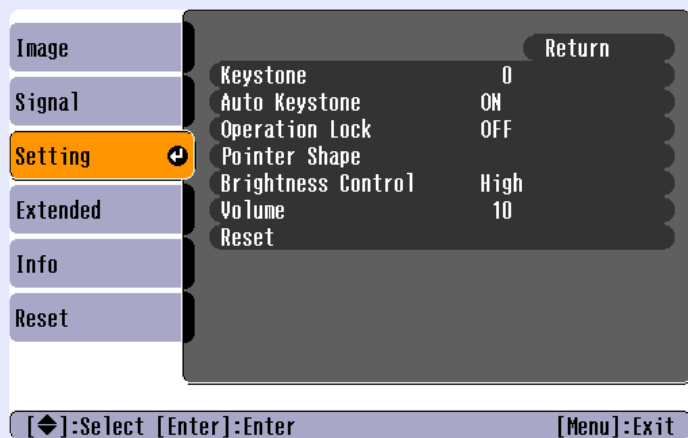 Image
Signal
Setting
Extended
Info
Reset
Return
Keystone 0
Auto Keystone ON
Operation Lock OFF
Pointer Shape
Brightness Control High
Volume 10
Reset
[◆]:Select [Enter]:Enter [Menu]:Exit